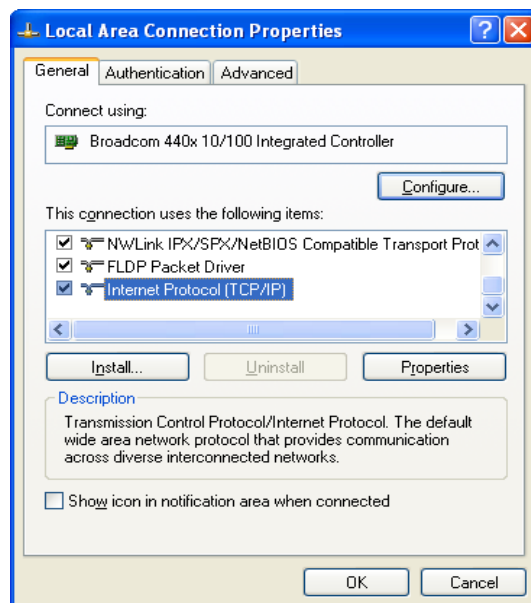 Local Area Connection Properties
General Authentication Advanced
Connect using:
Broadcom 440x 10/100 Integrated Controller
Configure...
This connection uses the following items:
NWLink IPX/SPX/NetBIOS Compatible Transport Prot
FLDP Packet Driver
Internet Protocol (TCP/IP)
Install... Uninstall Properties
Description
Transmission Control Protocol/Internet Protocol. The default
wide area network protocol that provides communication
across diverse interconnected networks.
Show icon in notification area when connected
OK Cancel